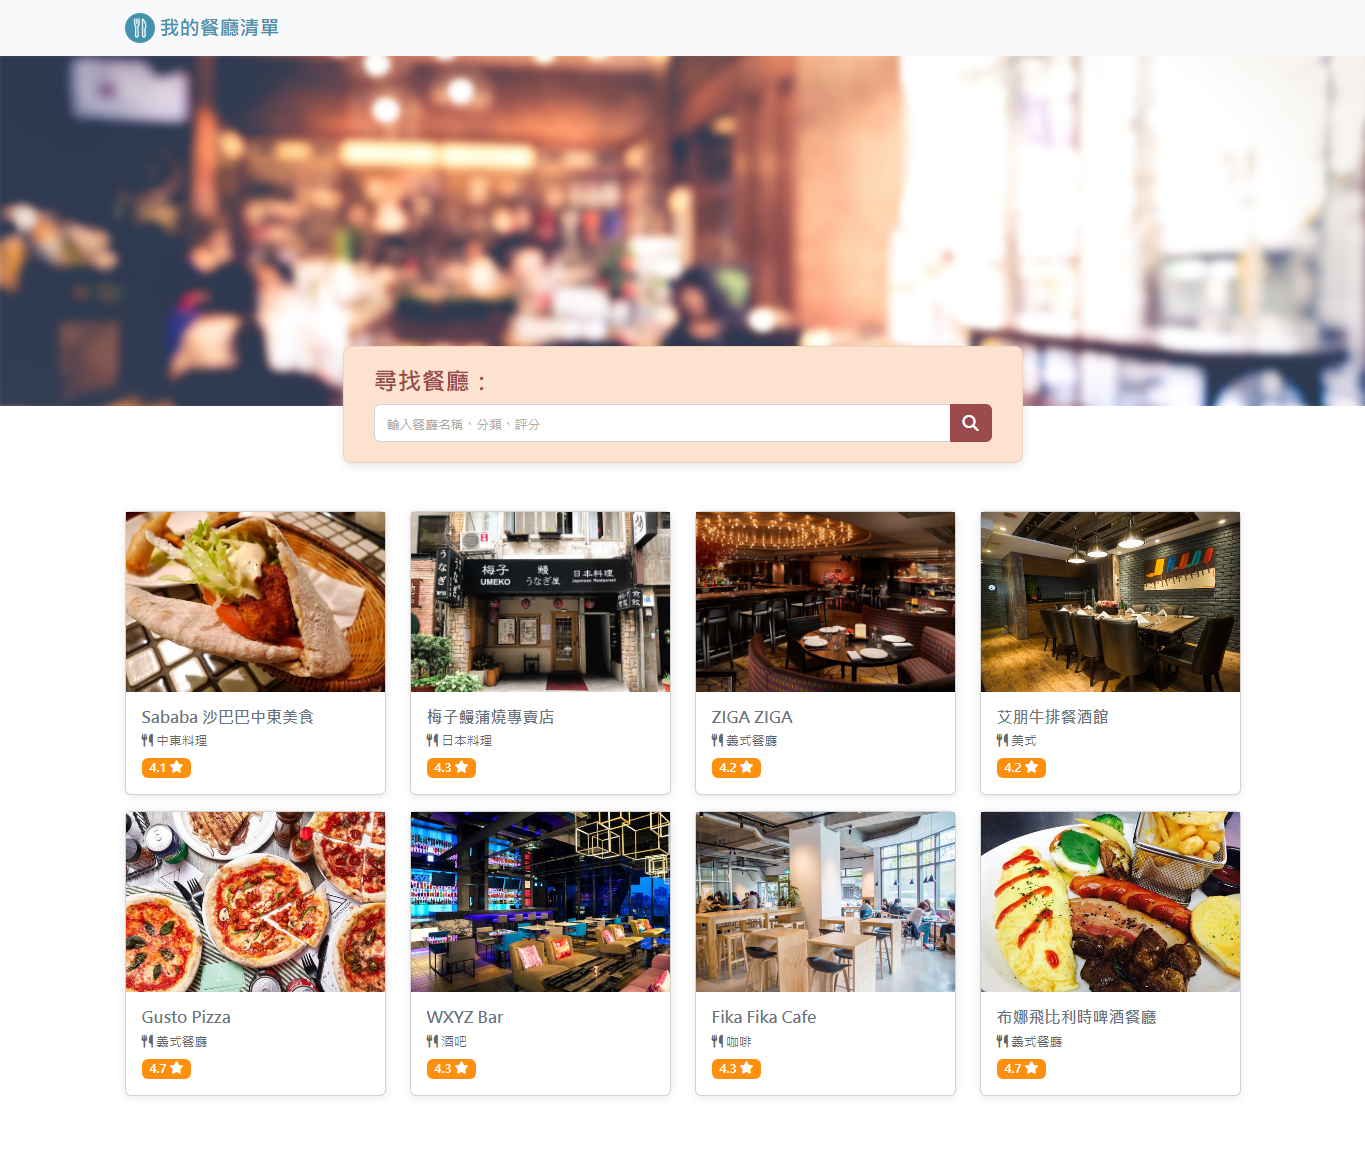 我的餐廳清單
尋找餐廳：
輸入餐廳名稱、分類、評分
梅子 鰻 日本料理
UMEKO うなぎ屋 Japanese Restaurant
うなぎ
Sababa 沙巴巴中東美食
中東料理
4.1
梅子鰻蒲燒專賣店
日本料理
4.3
ZIGA ZIGA
義式餐廳
4.2
艾朋牛排餐酒館
美式
4.2
Gusto Pizza
義式餐廳
4.7
WXYZ Bar
酒吧
4.3
Fika Fika Cafe
咖啡
4.3
布娜飛比利時啤酒餐廳
義式餐廳
4.7